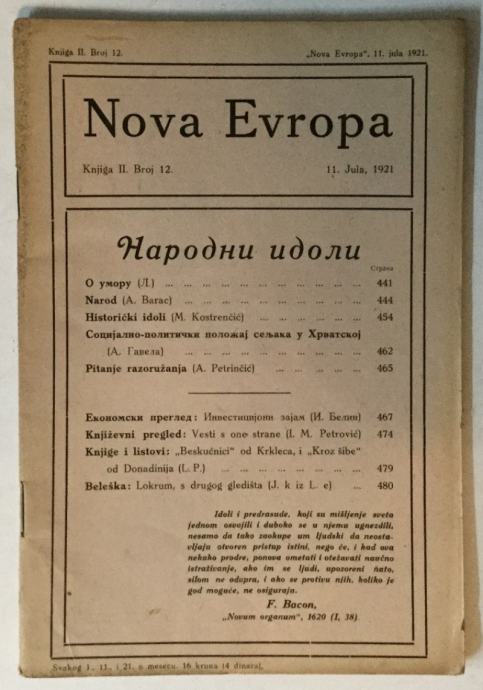 Knjiga II. Broj 12. „Nova Evropa“, 11. jula 1921.
Nova Evropa
Knjiga II. Broj 12. 11. Jula, 1921
Народни идоли
Страна
О умору (Л.) ... ... ... ... ... ... ... ... ... 441
Narod (A. Barac) ... ... ... ... ... ... ... ... 444
Historički idoli (M. Kostrenčić) ... ... ... ... ... 454
Социјално-политички положај сељака у Хрватској
(А. Гавела) ... ... ... ... ... ... ... ... 462
Pitanje razoružanja (A. Petrinčić) ... ... ... ... 465
Економски преглед: Инвестицијони зајам (И. Белин) 467
Književni pregled: Vesti s one strane (I. M. Petrović) 474
Knjige i listovi: „Beskućnici“ od Krkleca, i „Kroz šibe“
od Donadinija (L. P.) ... ... ... ... ... ... 479
Beleška: Lokrum, s drugog gledišta (J. k iz L. e) ... 480
Idoli i predrasude, koji su mišljenje sveta
jednom osvojili i duboko se u njemu ugnezdili,
nesamo da tako zaokupe um ljudski da neosta-
vljaju otvoren pristup istini, nego će, i kad ova
nekako prodre, ponova ometati i otežavati naučno
istraživanje, ako im se ljudi, upozoreni na to,
silom ne odupra, i ako se protivu njih, koliko je
god moguće, ne osiguraju.
F. Bacon,
„Novum organum“, 1620 (I, 38).
Svakog 1., 11., i 21. u mesecu. 16 kruna (4 dinara).